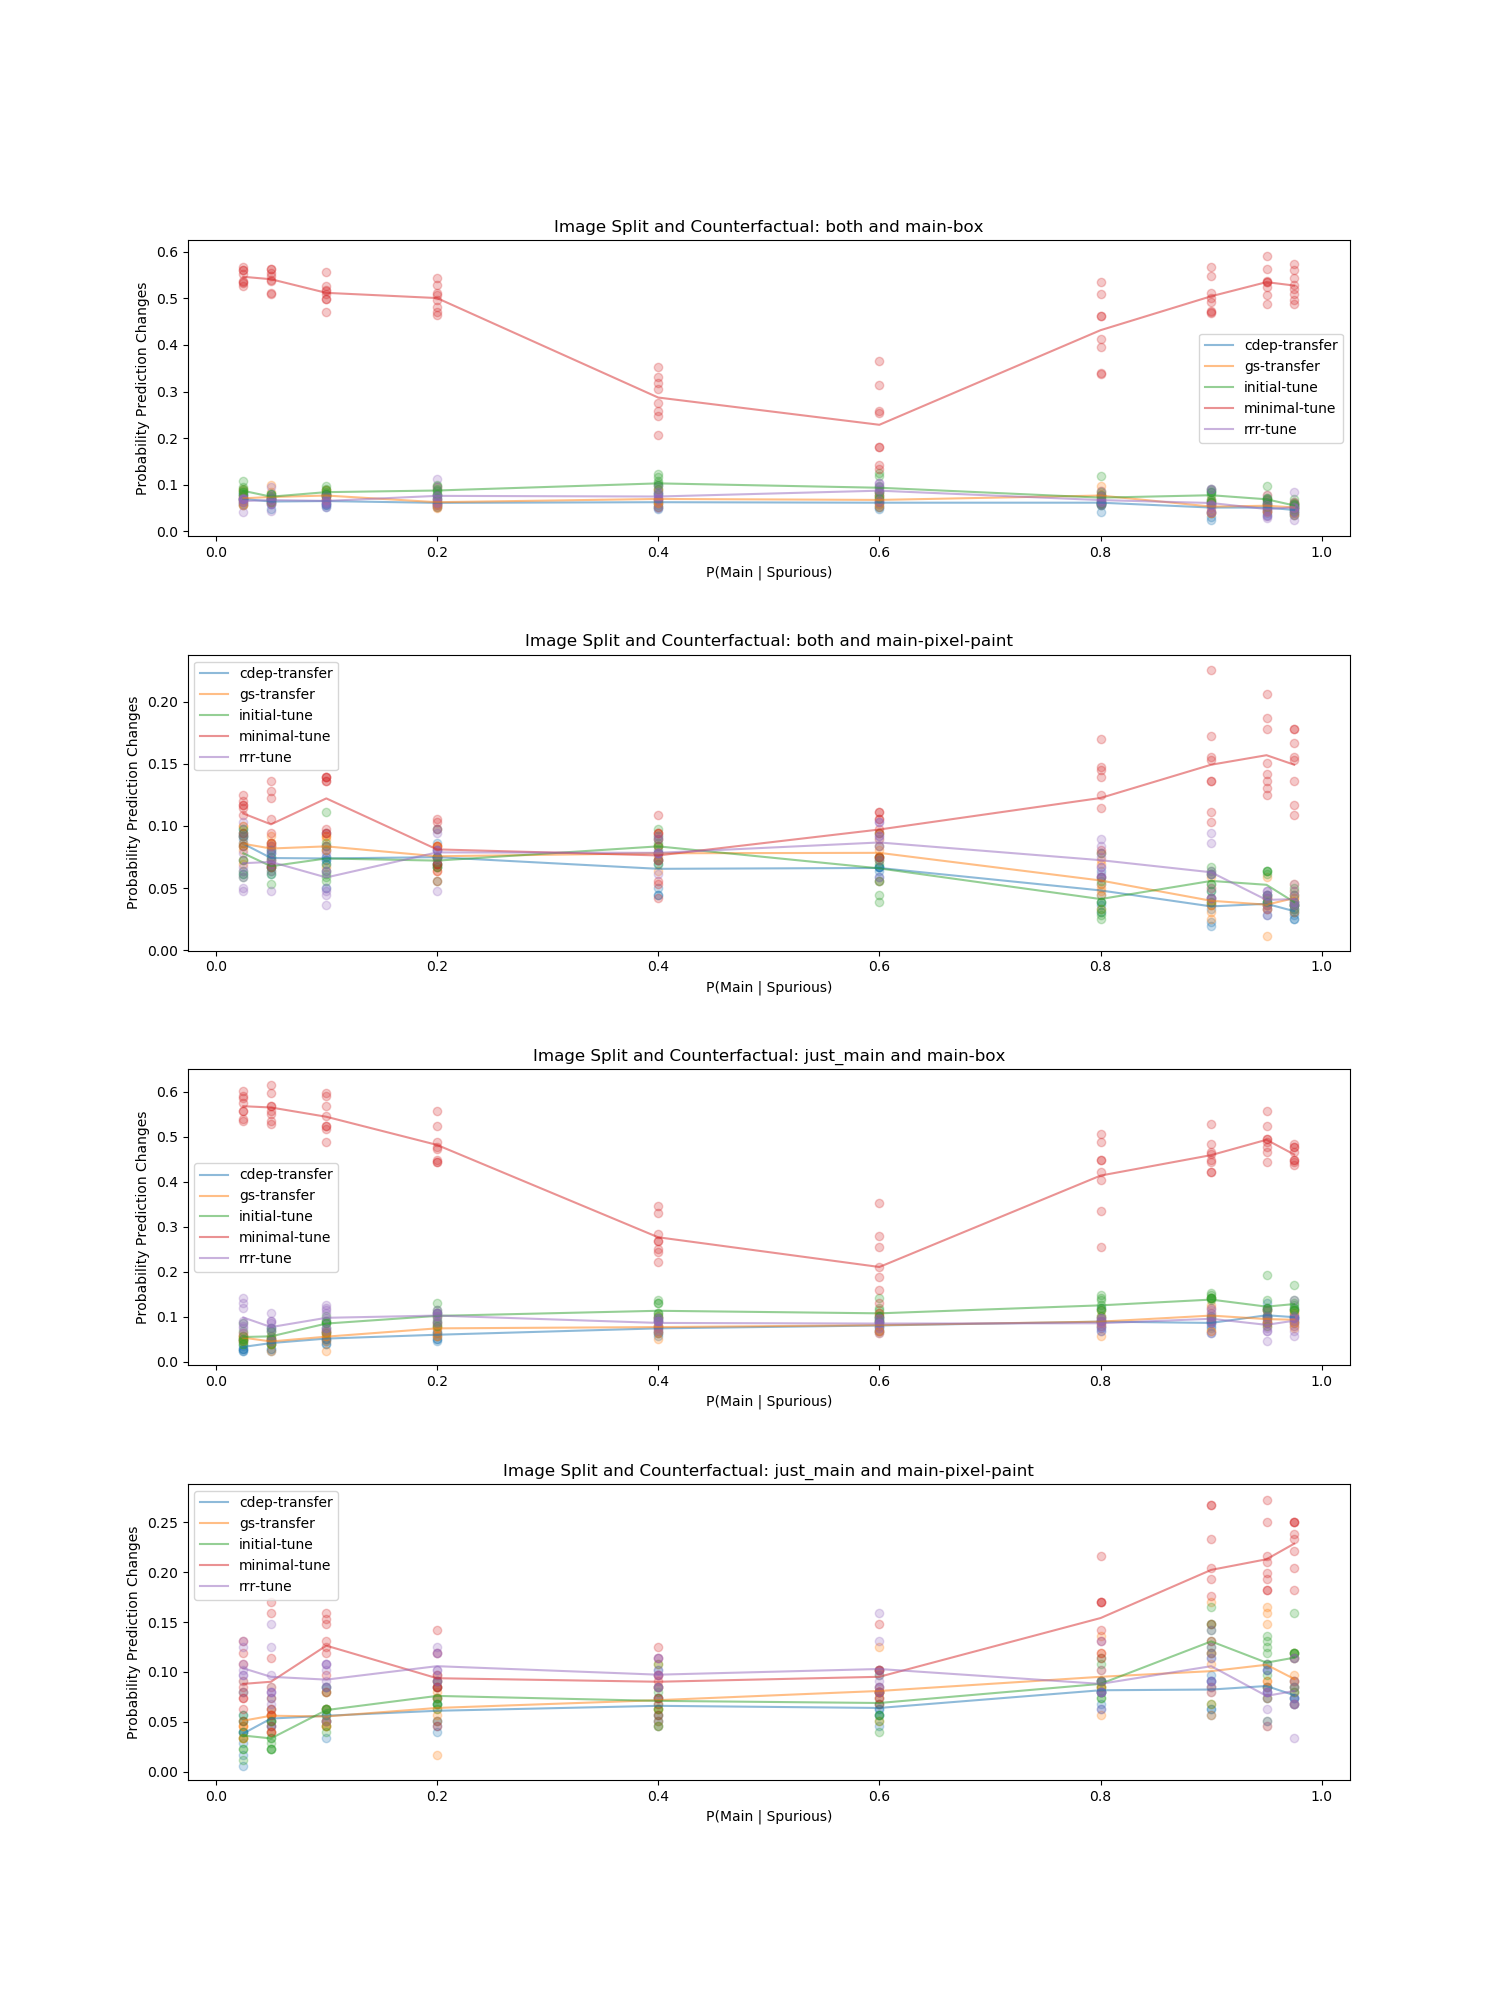 Image Split and Counterfactual: both and main-box
Probability Prediction Changes
0.6
0.5
0.4
0.3
0.2
0.1
0.0
cdep-transfer
gs-transfer
initial-tune
minimal-tune
rrr-tune
0.0 0.2 0.4 0.6 0.8 1.0
P(Main | Spurious)
Image Split and Counterfactual: both and main-pixel-paint
Probability Prediction Changes
0.20
0.15
0.10
0.05
0.00
cdep-transfer
gs-transfer
initial-tune
minimal-tune
rrr-tune
0.0 0.2 0.4 0.6 0.8 1.0
P(Main | Spurious)
Image Split and Counterfactual: just_main and main-box
Probability Prediction Changes
0.6
0.5
0.4
0.3
0.2
0.1
0.0
cdep-transfer
gs-transfer
initial-tune
minimal-tune
rrr-tune
0.0 0.2 0.4 0.6 0.8 1.0
P(Main | Spurious)
Image Split and Counterfactual: just_main and main-pixel-paint
Probability Prediction Changes
0.25
0.20
0.15
0.10
0.05
0.00
cdep-transfer
gs-transfer
initial-tune
minimal-tune
rrr-tune
0.0 0.2 0.4 0.6 0.8 1.0
P(Main | Spurious)